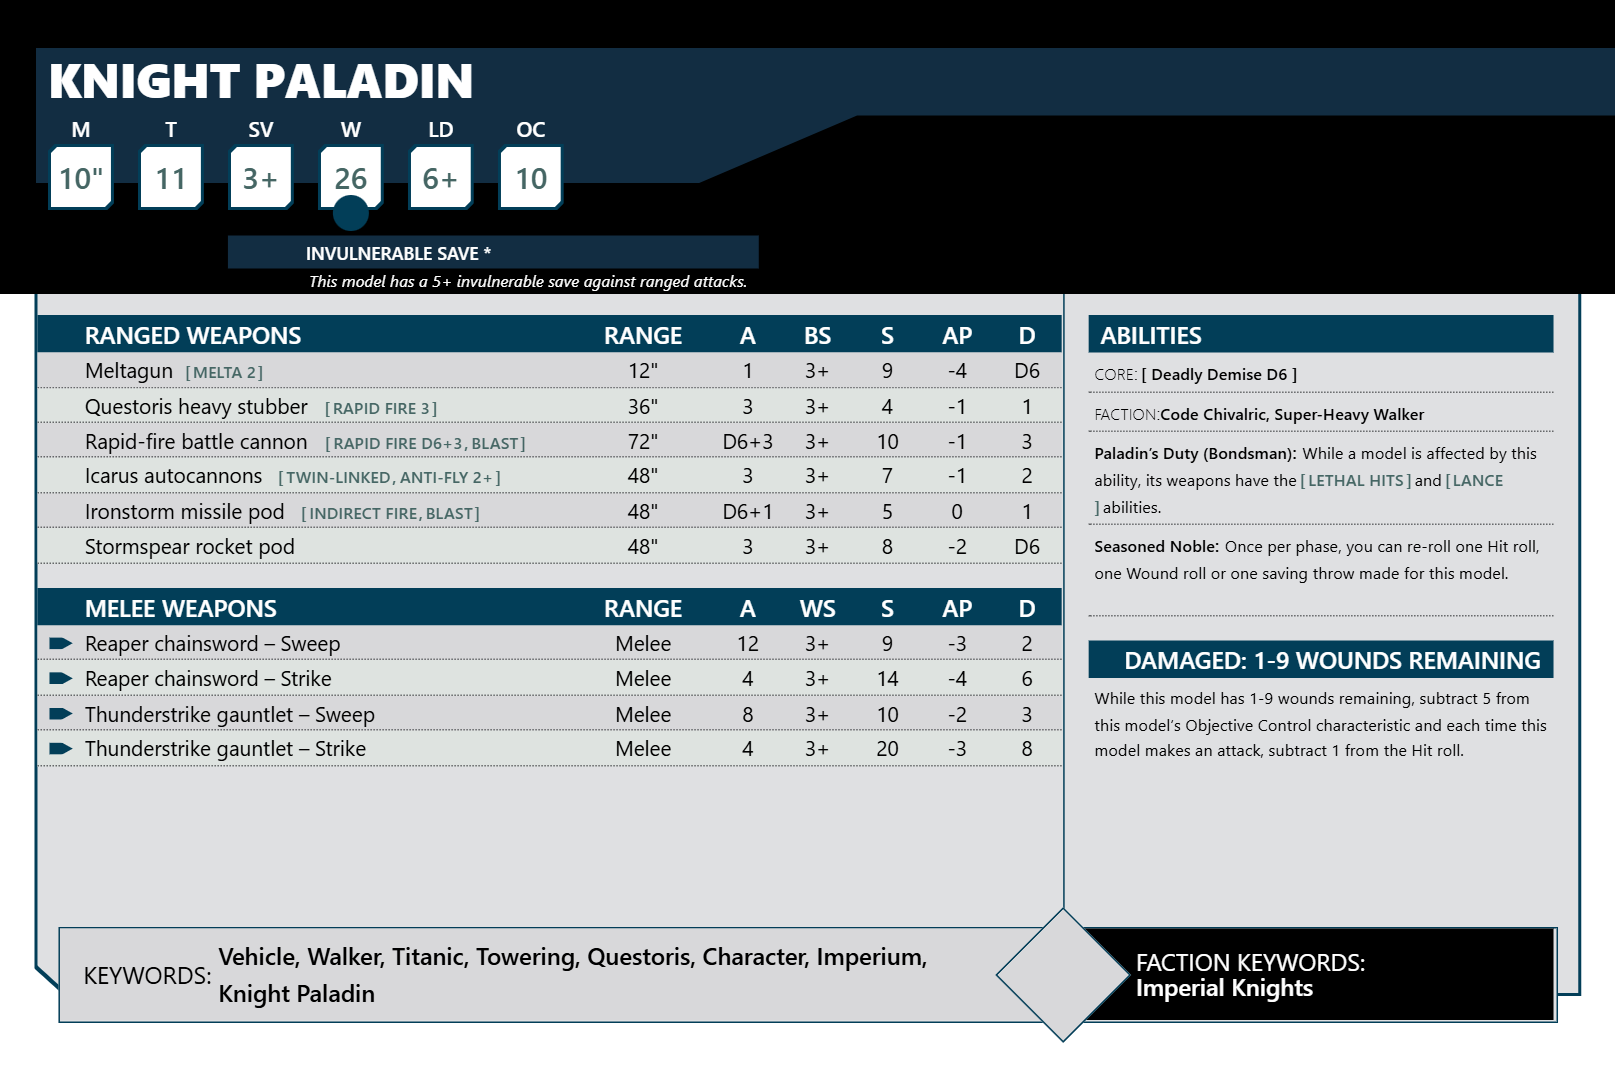 KNIGHT PALADIN
M T SV W LD OC
10" 11 3+ 26 6+ 10
INVULNERABLE SAVE *
This model has a 5+ invulnerable save against ranged attacks.
RANGED WEAPONS RANGE A BS S AP D
Meltagun [MELTA 2] 12" 1 3+ 9 -4 D6
Questoris heavy stubber [RAPID FIRE 3] 36" 3 3+ 4 -1 1
Rapid-fire battle cannon [RAPID FIRE D6+3, BLAST] 72" D6+3 3+ 10 -1 3
Icarus autocannons [TWIN-LINKED, ANTI-FLY 2+] 48" 3 3+ 7 -1 2
Ironstorm missile pod [INDIRECT FIRE, BLAST] 48" D6+1 3+ 5 0 1
Stormspear rocket pod 48" 3 3+ 8 -2 D6
MELEE WEAPONS RANGE A WS S AP D
Reaper chainsword – Sweep Melee 12 3+ 9 -3 2
Reaper chainsword – Strike Melee 4 3+ 14 -4 6
Thunderstrike gauntlet – Sweep Melee 8 3+ 10 -2 3
Thunderstrike gauntlet – Strike Melee 4 3+ 20 -3 8
ABILITIES
CORE: [ Deadly Demise D6 ]
FACTION:Code Chivalric, Super-Heavy Walker
Paladin's Duty (Bondsman): While a model is affected by this
ability, its weapons have the [ LETHAL HITS ] and [ LANCE
] abilities.
Seasoned Noble: Once per phase, you can re-roll one Hit roll,
one Wound roll or one saving throw made for this model.
DAMAGED: 1-9 WOUNDS REMAINING
While this model has 1-9 wounds remaining, subtract 5 from
this model's Objective Control characteristic and each time this
model makes an attack, subtract 1 from the Hit roll.
KEYWORDS: Vehicle, Walker, Titanic, Towering, Questoris, Character, Imperium,
Knight Paladin
FACTION KEYWORDS:
Imperial Knights